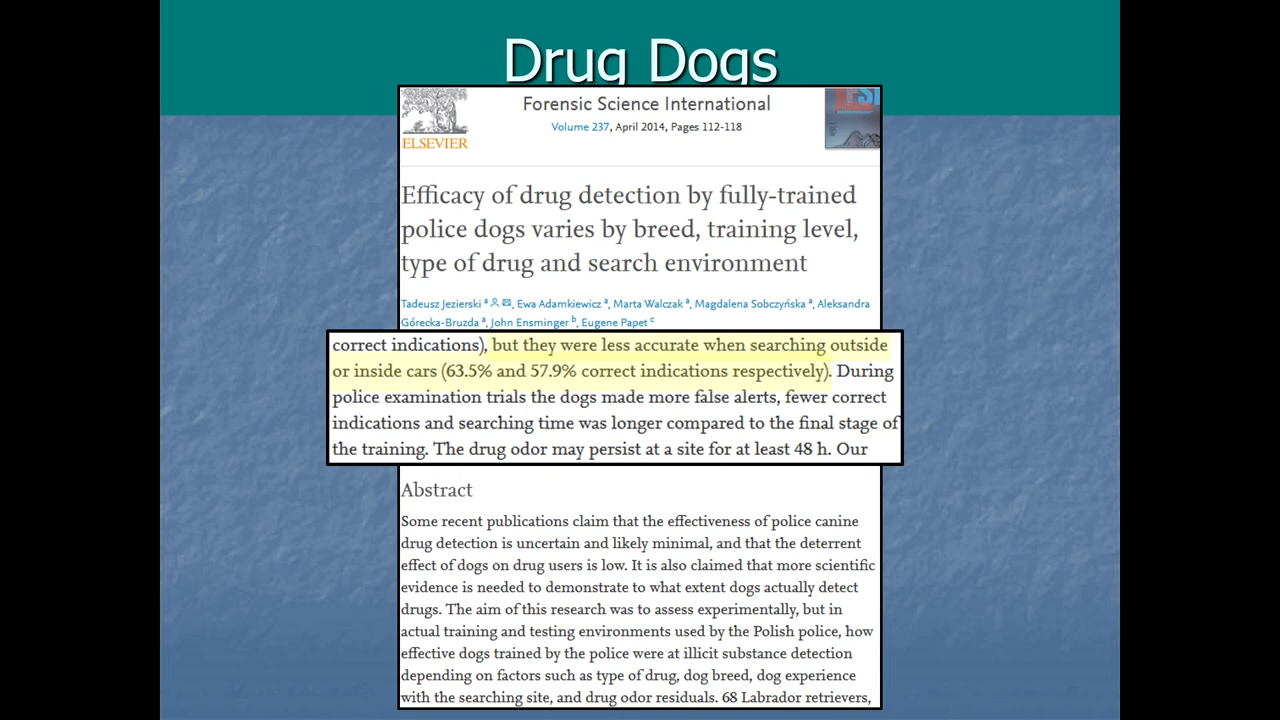 Drug Dogs
ELSEVIER
Forensic Science International
Volume 237, April 2014, Pages 112-118
Efficacy of drug detection by fully-trained
police dogs varies by breed, training level,
type of drug and search environment
Tadeusz Jezierski a, Ewa Adamkiewicz a, Marta Walczak a, Magdalena Sobczyńska a, Aleksandra
Górecka-Bruzda a, John Ensminger b, Eugene Papet c
correct indications), but they were less accurate when searching outside
or inside cars (63.5% and 57.9% correct indications respectively). During
police examination trials the dogs made more false alerts, fewer correct
indications and searching time was longer compared to the final stage of
the training. The drug odor may persist at a site for at least 48 h. Our
Abstract
Some recent publications claim that the effectiveness of police canine
drug detection is uncertain and likely minimal, and that the deterrent
effect of dogs on drug users is low. It is also claimed that more scientific
evidence is needed to demonstrate to what extent dogs actually detect
drugs. The aim of this research was to assess experimentally, but in
actual training and testing environments used by the Polish police, how
effective dogs trained by the police were at illicit substance detection
depending on factors such as type of drug, dog breed, dog experience
with the searching site, and drug odor residuals. 68 Labrador retrievers,